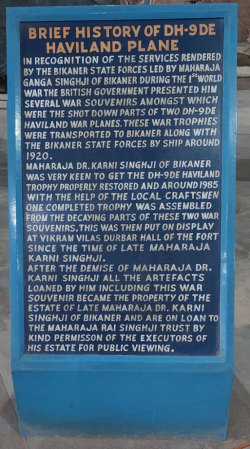 BRIEF HISTORY OF DH-9DE
HAVILAND PLANE
IN RECOGNITION OF THE SERVICES RENDERED
BY THE BIKANER STATE FORCES LED BY MAHARAJA
GANGA SINGHJI OF BIKANER DURING THE 1ST WORLD
WAR THE BRITISH GOVERNMENT PRESENTED HIM
SEVERAL WAR SOUVENIRS AMONGST WHICH
WERE THE SHOT DOWN PARTS OF TWO DH-9DE
HAVILAND WAR PLANES. THESE WAR TROPHIES
WERE TRANSPORTED TO BIKANER ALONG WITH
THE BIKANER STATE FORCES BY SHIP AROUND
1920.
MAHARAJA DR. KARNI SINGHJI OF BIKANER
WAS VERY KEEN TO GET THE DH-9DE HAVILAND
TROPHY PROPERLY RESTORED AND AROUND 1985
WITH THE HELP OF THE LOCAL CRAFTSMEN
ONE COMPLETED TROPHY WAS ASSEMBLED
FROM THE DECAYING PARTS OF THESE TWO WAR
SOUVENIRS. THIS WAS THEN PUT ON DISPLAY
AT VIKRAM VILAS DURBAR HALL OF THE FORT
SINCE THE TIME OF LATE MAHARAJA
KARNI SINGHJI.
AFTER THE DEMISE OF MAHARAJA DR.
KARNI SINGHJI ALL THE ARTEFACTS
LOANED BY HIM INCLUDING THIS WAR
SOUVENIR BECAME THE PROPERTY OF THE
ESTATE OF LATE MAHARAJA DR. KARNI
SINGHJI OF BIKANER AND ARE ON LOAN TO
THE MAHARAJA RAI SINGHJI TRUST BY
KIND PERMISSON OF THE EXECUTORS OF
HIS ESTATE FOR PUBLIC VIEWING.